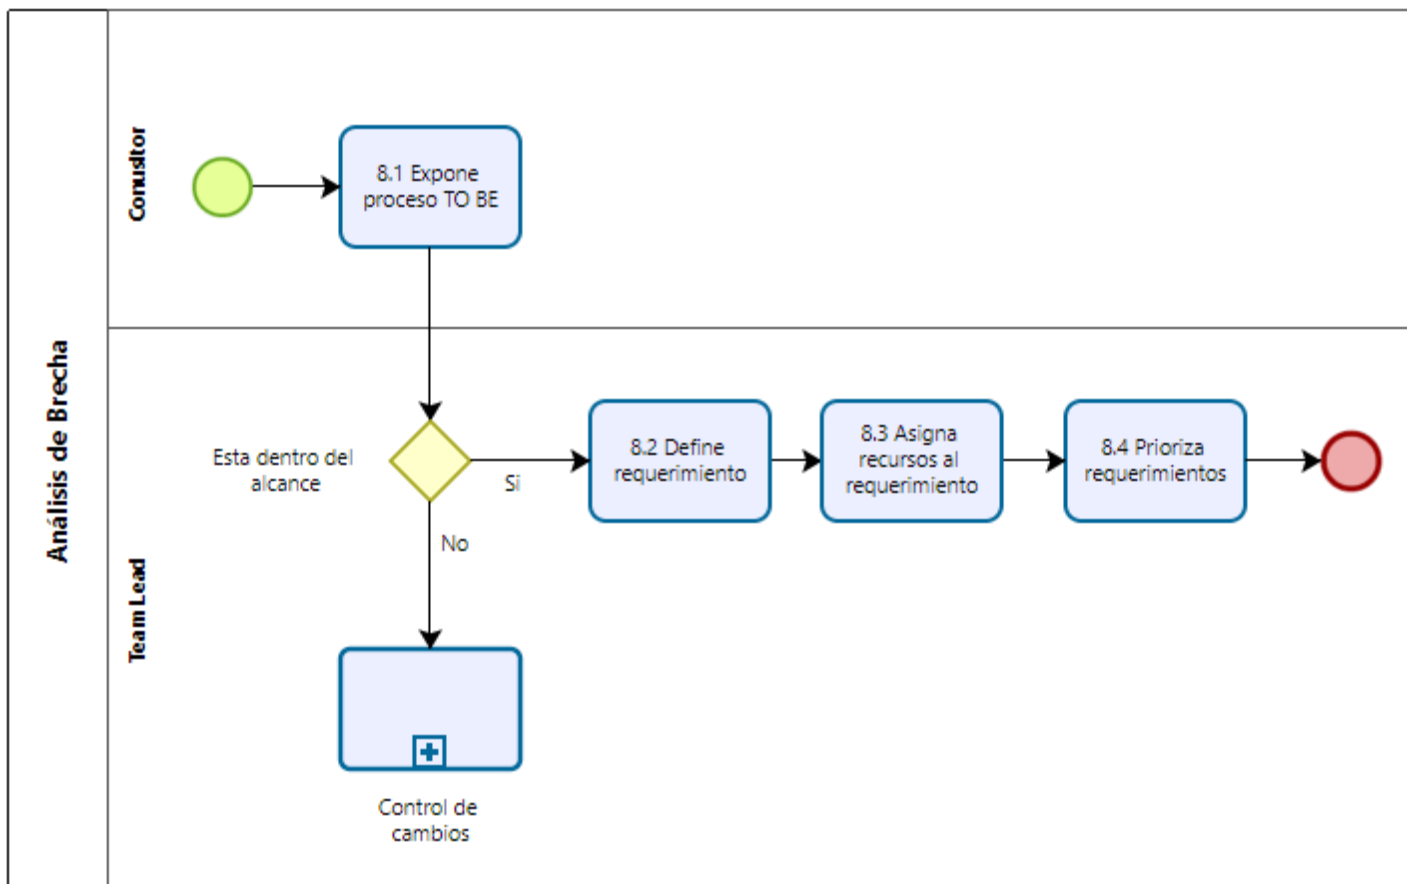 Análisis de Brecha
Conusltor
8.1 Expone
proceso TO BE
Team Lead
Esta dentro del
alcance
Si
No
8.2 Define
requerimiento
8.3 Asigna
recursos al
requerimiento
8.4 Prioriza
requerimientos
Control de
cambios